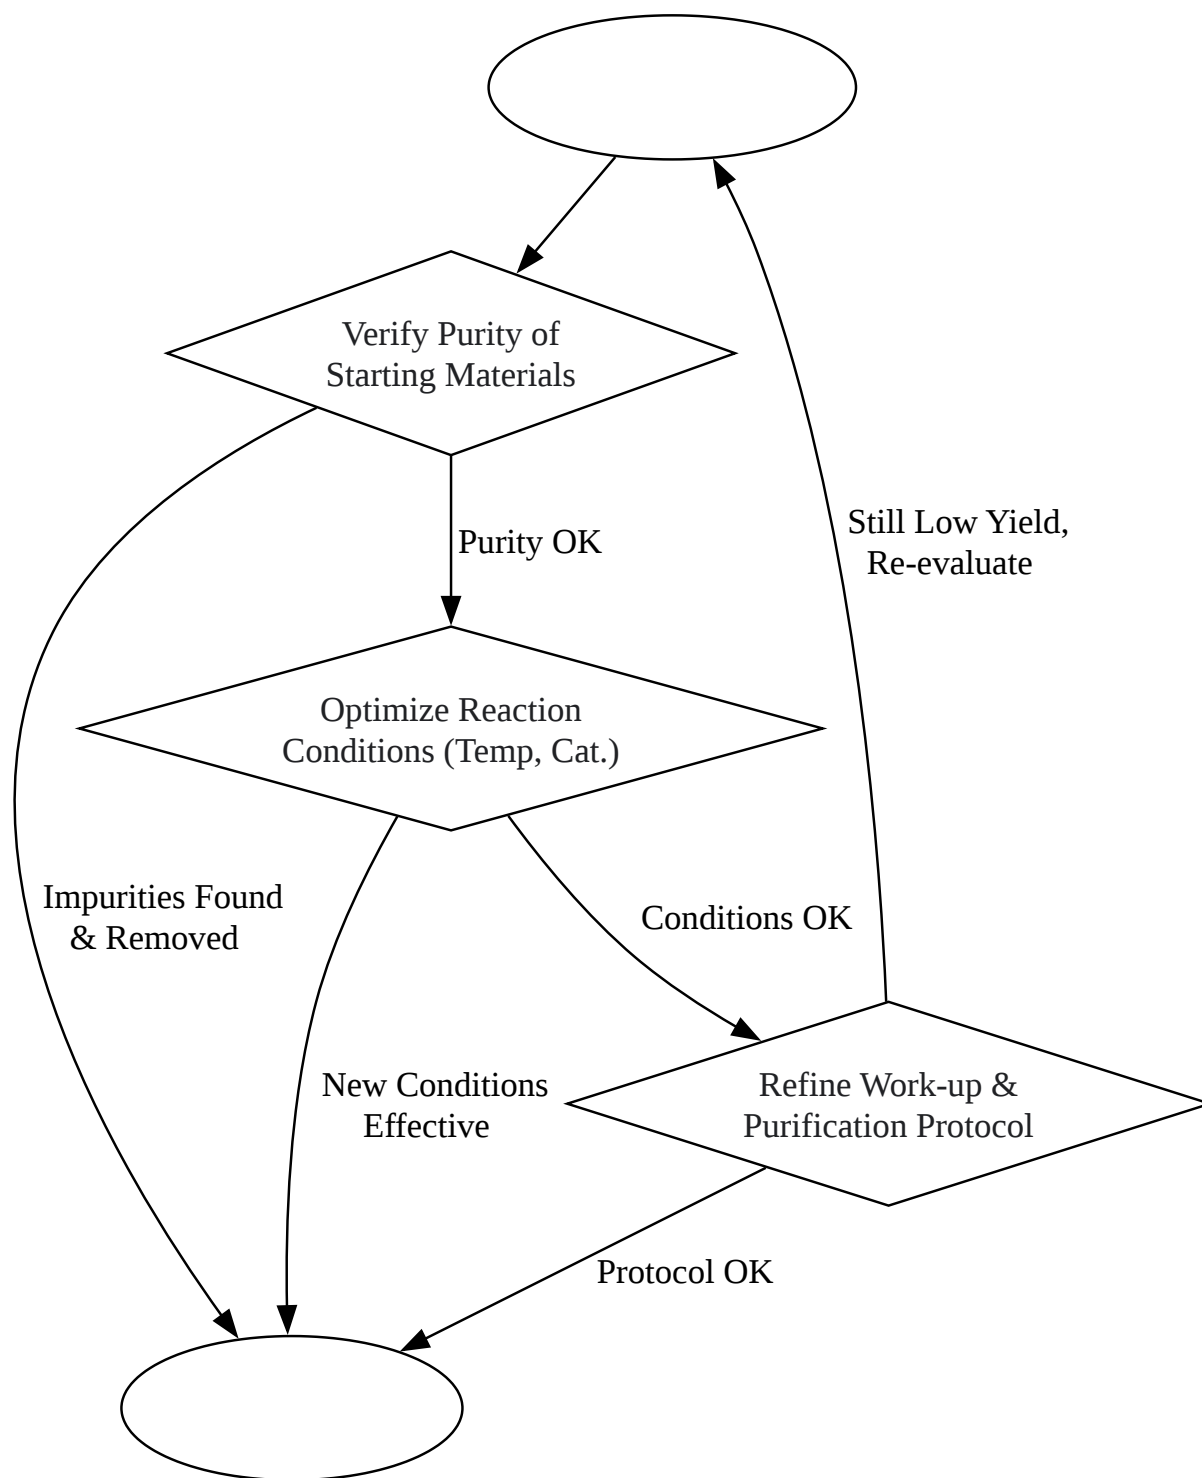 Verify Purity of
Starting Materials
Still Low Yield,
Re-evaluate
Purity OK
Optimize Reaction
Conditions (Temp, Cat.)
Impurities Found
& Removed
Conditions OK
New Conditions
Effective
Refine Work-up &
Purification Protocol
Protocol OK